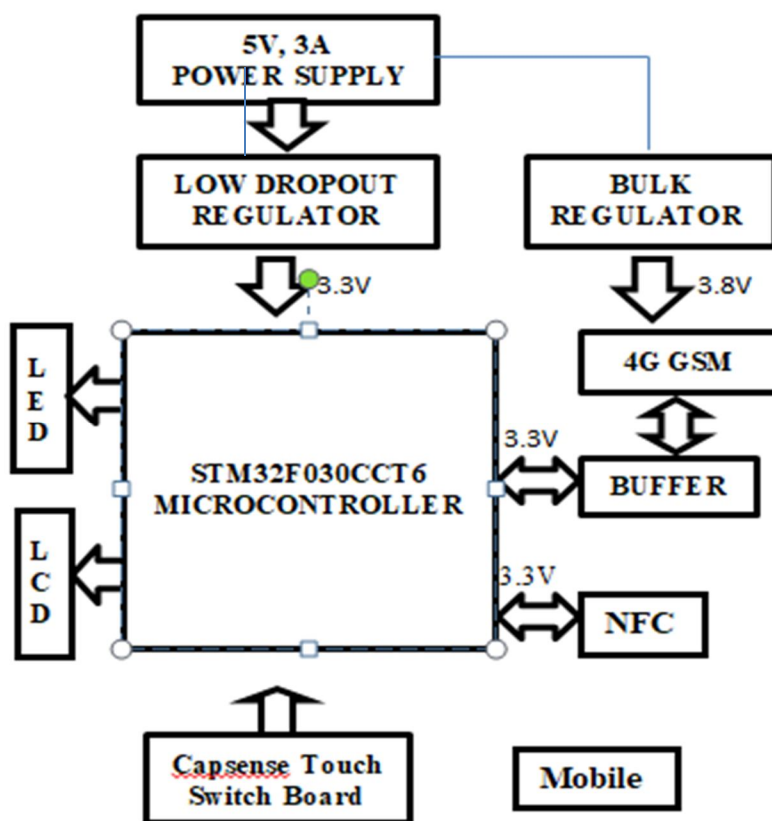 5V, 3A
POWER SUPPLY
LOW DROPOUT
REGULATOR
BULK
REGULATOR
3.3V
3.8V
L
E
D
4G GSM
3.3V
STM32F030CCT6
MICROCONTROLLER
BUFFER
L
C
D
3.3V
NFC
Capsense Touch
Switch Board
Mobile